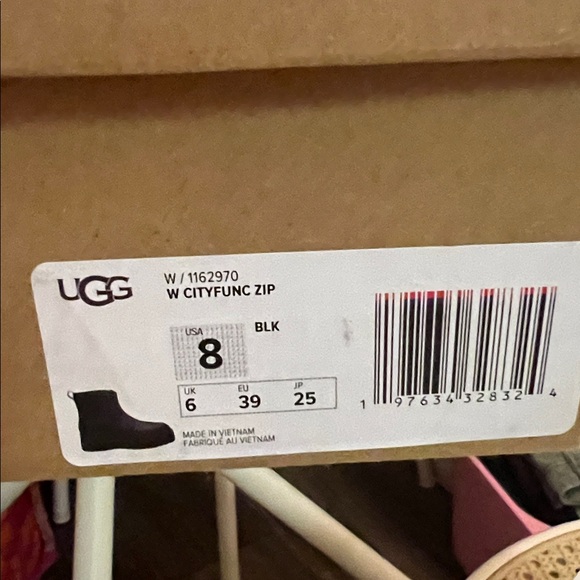 UGG
W / 1162970
W CITYFUNC ZIP
USA
8
BLK
UK EU JP
6 39 25
MADE IN VIETNAM
FABRIQUÉ AU VIETNAM
1 97634 32832 4